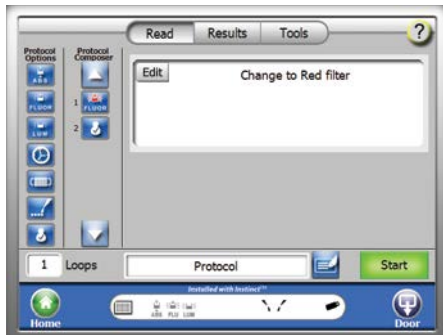 Read Results Tools ?
Protocol Options
Protocol Composer
Edit
Change to Red filter
ABS
FLUOR
LUM
1 FLUOR
2
1 Loops
Protocol
Start
Installed with Instinct™
ABS FLU LUM
Home
Door